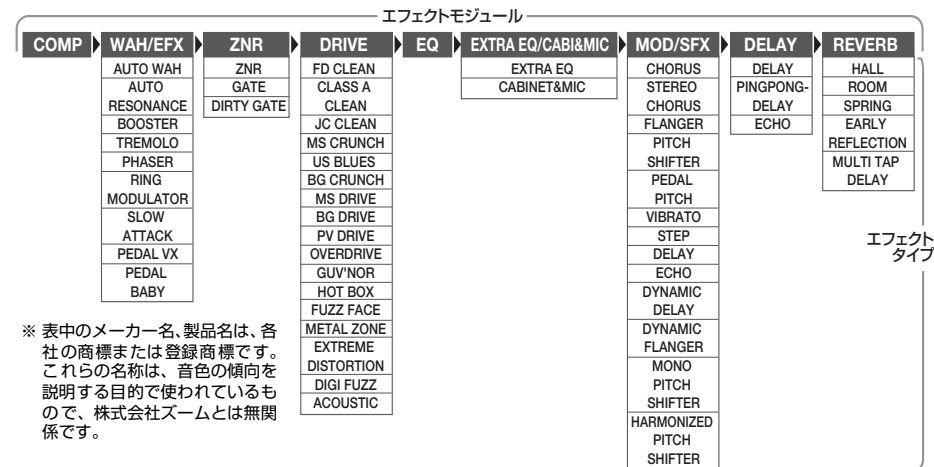 エフェクトモジュール
COMP WAH/EFX ZNR DRIVE EQ EXTRA EQ/CABI&MIC MOD/SFX DELAY REVERB
AUTO WAH
AUTO
RESONANCE
BOOSTER
TREMOLO
PHASER
RING
MODULATOR
SLOW
ATTACK
PEDAL VX
PEDAL
BABY
ZNR
GATE
DIRTY GATE
FD CLEAN
CLASS A
CLEAN
JC CLEAN
MS CRUNCH
US BLUES
BG CRUNCH
MS DRIVE
BG DRIVE
PV DRIVE
OVERDRIVE
GUV'NOR
HOT BOX
FUZZ FACE
METAL ZONE
EXTREME
DISTORTION
DIGI FUZZ
ACOUSTIC
EXTRA EQ
CABINET&MIC
CHORUS
STEREO
CHORUS
FLANGER
PITCH
SHIFTER
PEDAL
PITCH
VIBRATO
STEP
DELAY
ECHO
DYNAMIC
DELAY
DYNAMIC
FLANGER
MONO
PITCH
SHIFTER
HARMONIZED
PITCH
SHIFTER
DELAY
PINGPONG-
DELAY
ECHO
HALL
ROOM
SPRING
EARLY
REFLECTION
MULTI TAP
DELAY
エフェクト
タイプ
※ 表中のメーカー名、製品名は、各
社の商標または登録商標です。
これらの名称は、音色の傾向を
説明する目的で使われているも
ので、株式会社ズームとは無関
係です。